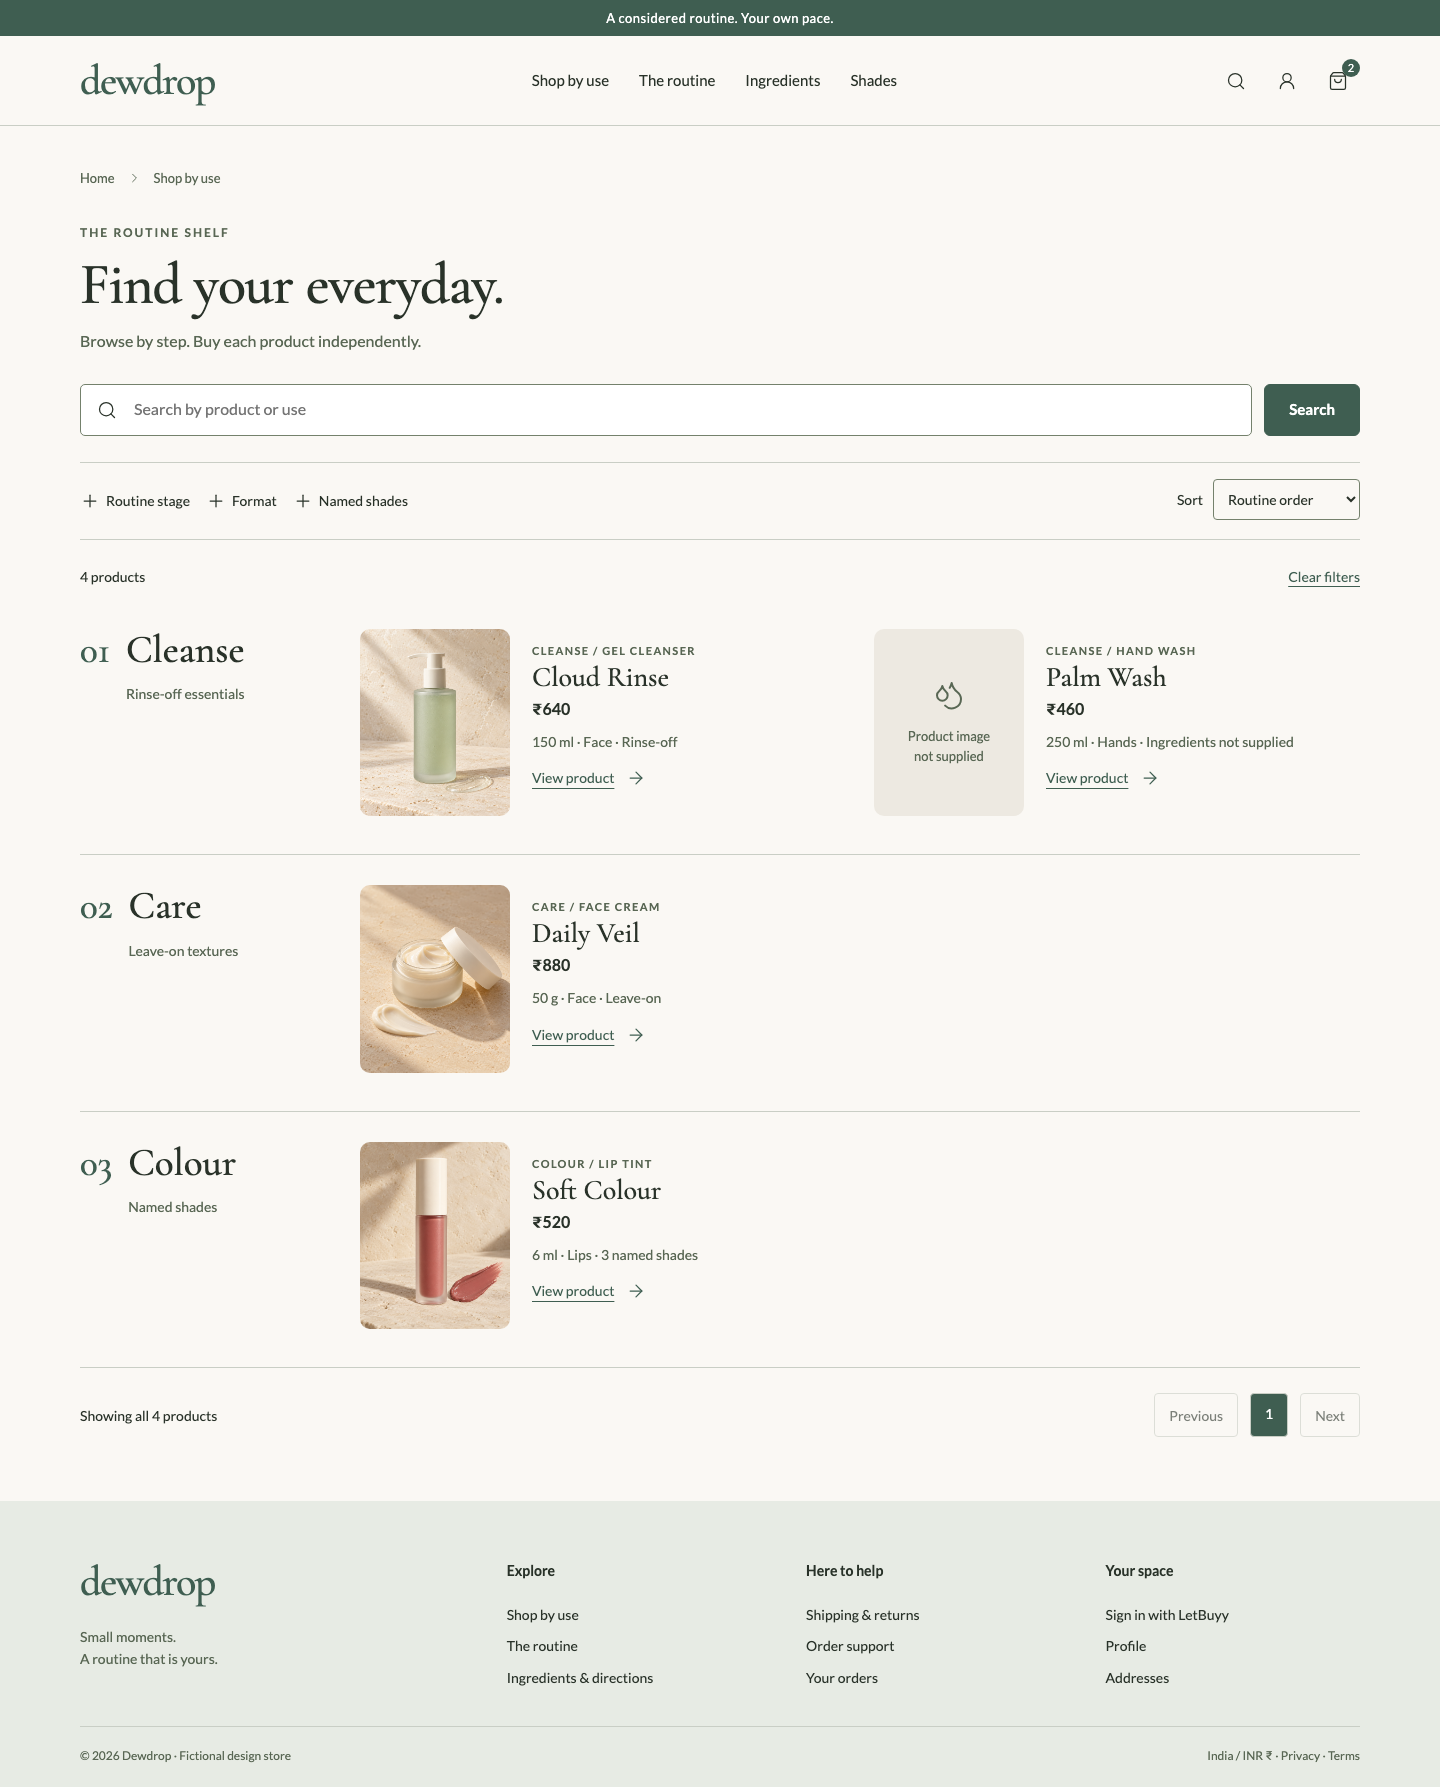 A considered routine. Your own pace.
dewdrop
Shop by use
The routine
Ingredients
Shades
2
Home
Shop by use
THE ROUTINE SHELF
Find your everyday.
Browse by step. Buy each product independently.
Search by product or use
Search
Routine stage
Format
Named shades
Sort
Routine order
4 products
Clear filters
01 Cleanse
Rinse-off essentials
CLEANSE / GEL CLEANSER
Cloud Rinse
₹640
150 ml · Face · Rinse-off
View product
Product image
not supplied
CLEANSE / HAND WASH
Palm Wash
₹460
250 ml · Hands · Ingredients not supplied
View product
02 Care
Leave-on textures
CARE / FACE CREAM
Daily Veil
₹880
50 g · Face · Leave-on
View product
03 Colour
Named shades
COLOUR / LIP TINT
Soft Colour
₹520
6 ml · Lips · 3 named shades
View product
Showing all 4 products
Previous
1
Next
dewdrop
Small moments.
A routine that is yours.
Explore
Shop by use
The routine
Ingredients & directions
Here to help
Shipping & returns
Order support
Your orders
Your space
Sign in with LetBuyy
Profile
Addresses
© 2026 Dewdrop · Fictional design store
India / INR ₹ · Privacy · Terms